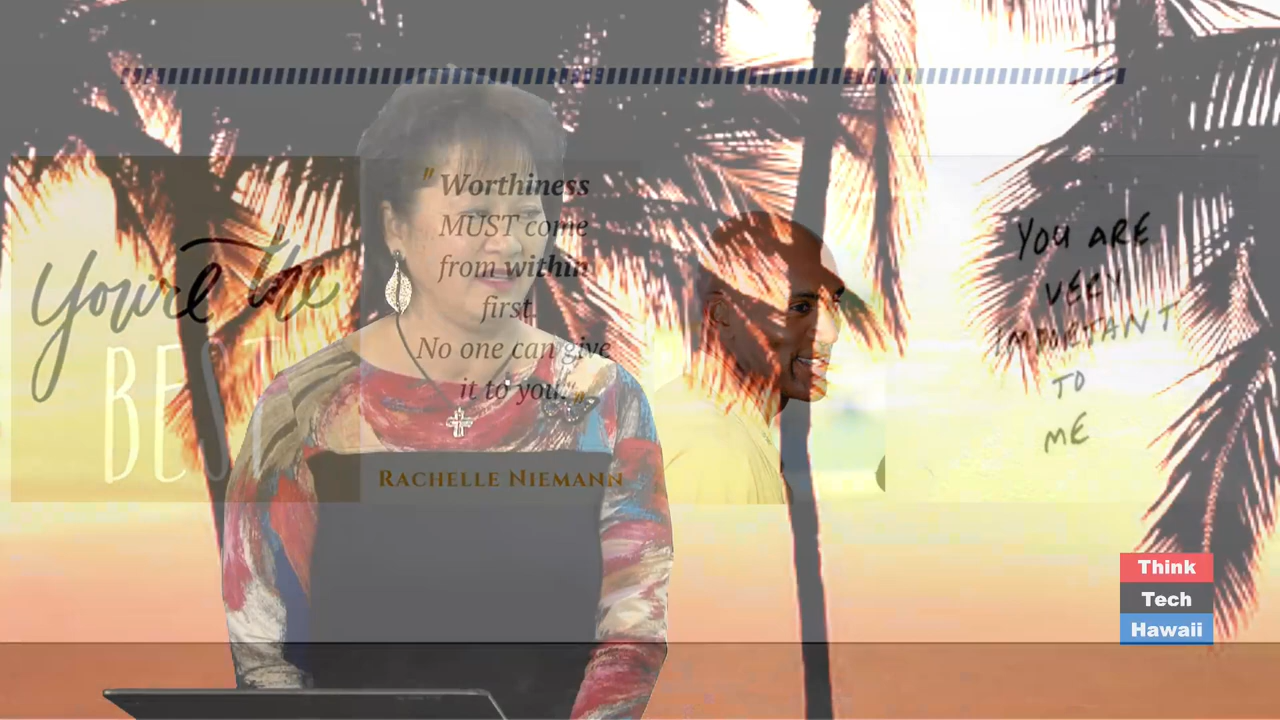 You're the
BEST
" Worthiness
MUST come
from within
first.
No one can give
it to you."
RACHELLE NIEMANN
YOU ARE
VERY
IMPORTANT
TO
ME
Think
Tech
Hawaii